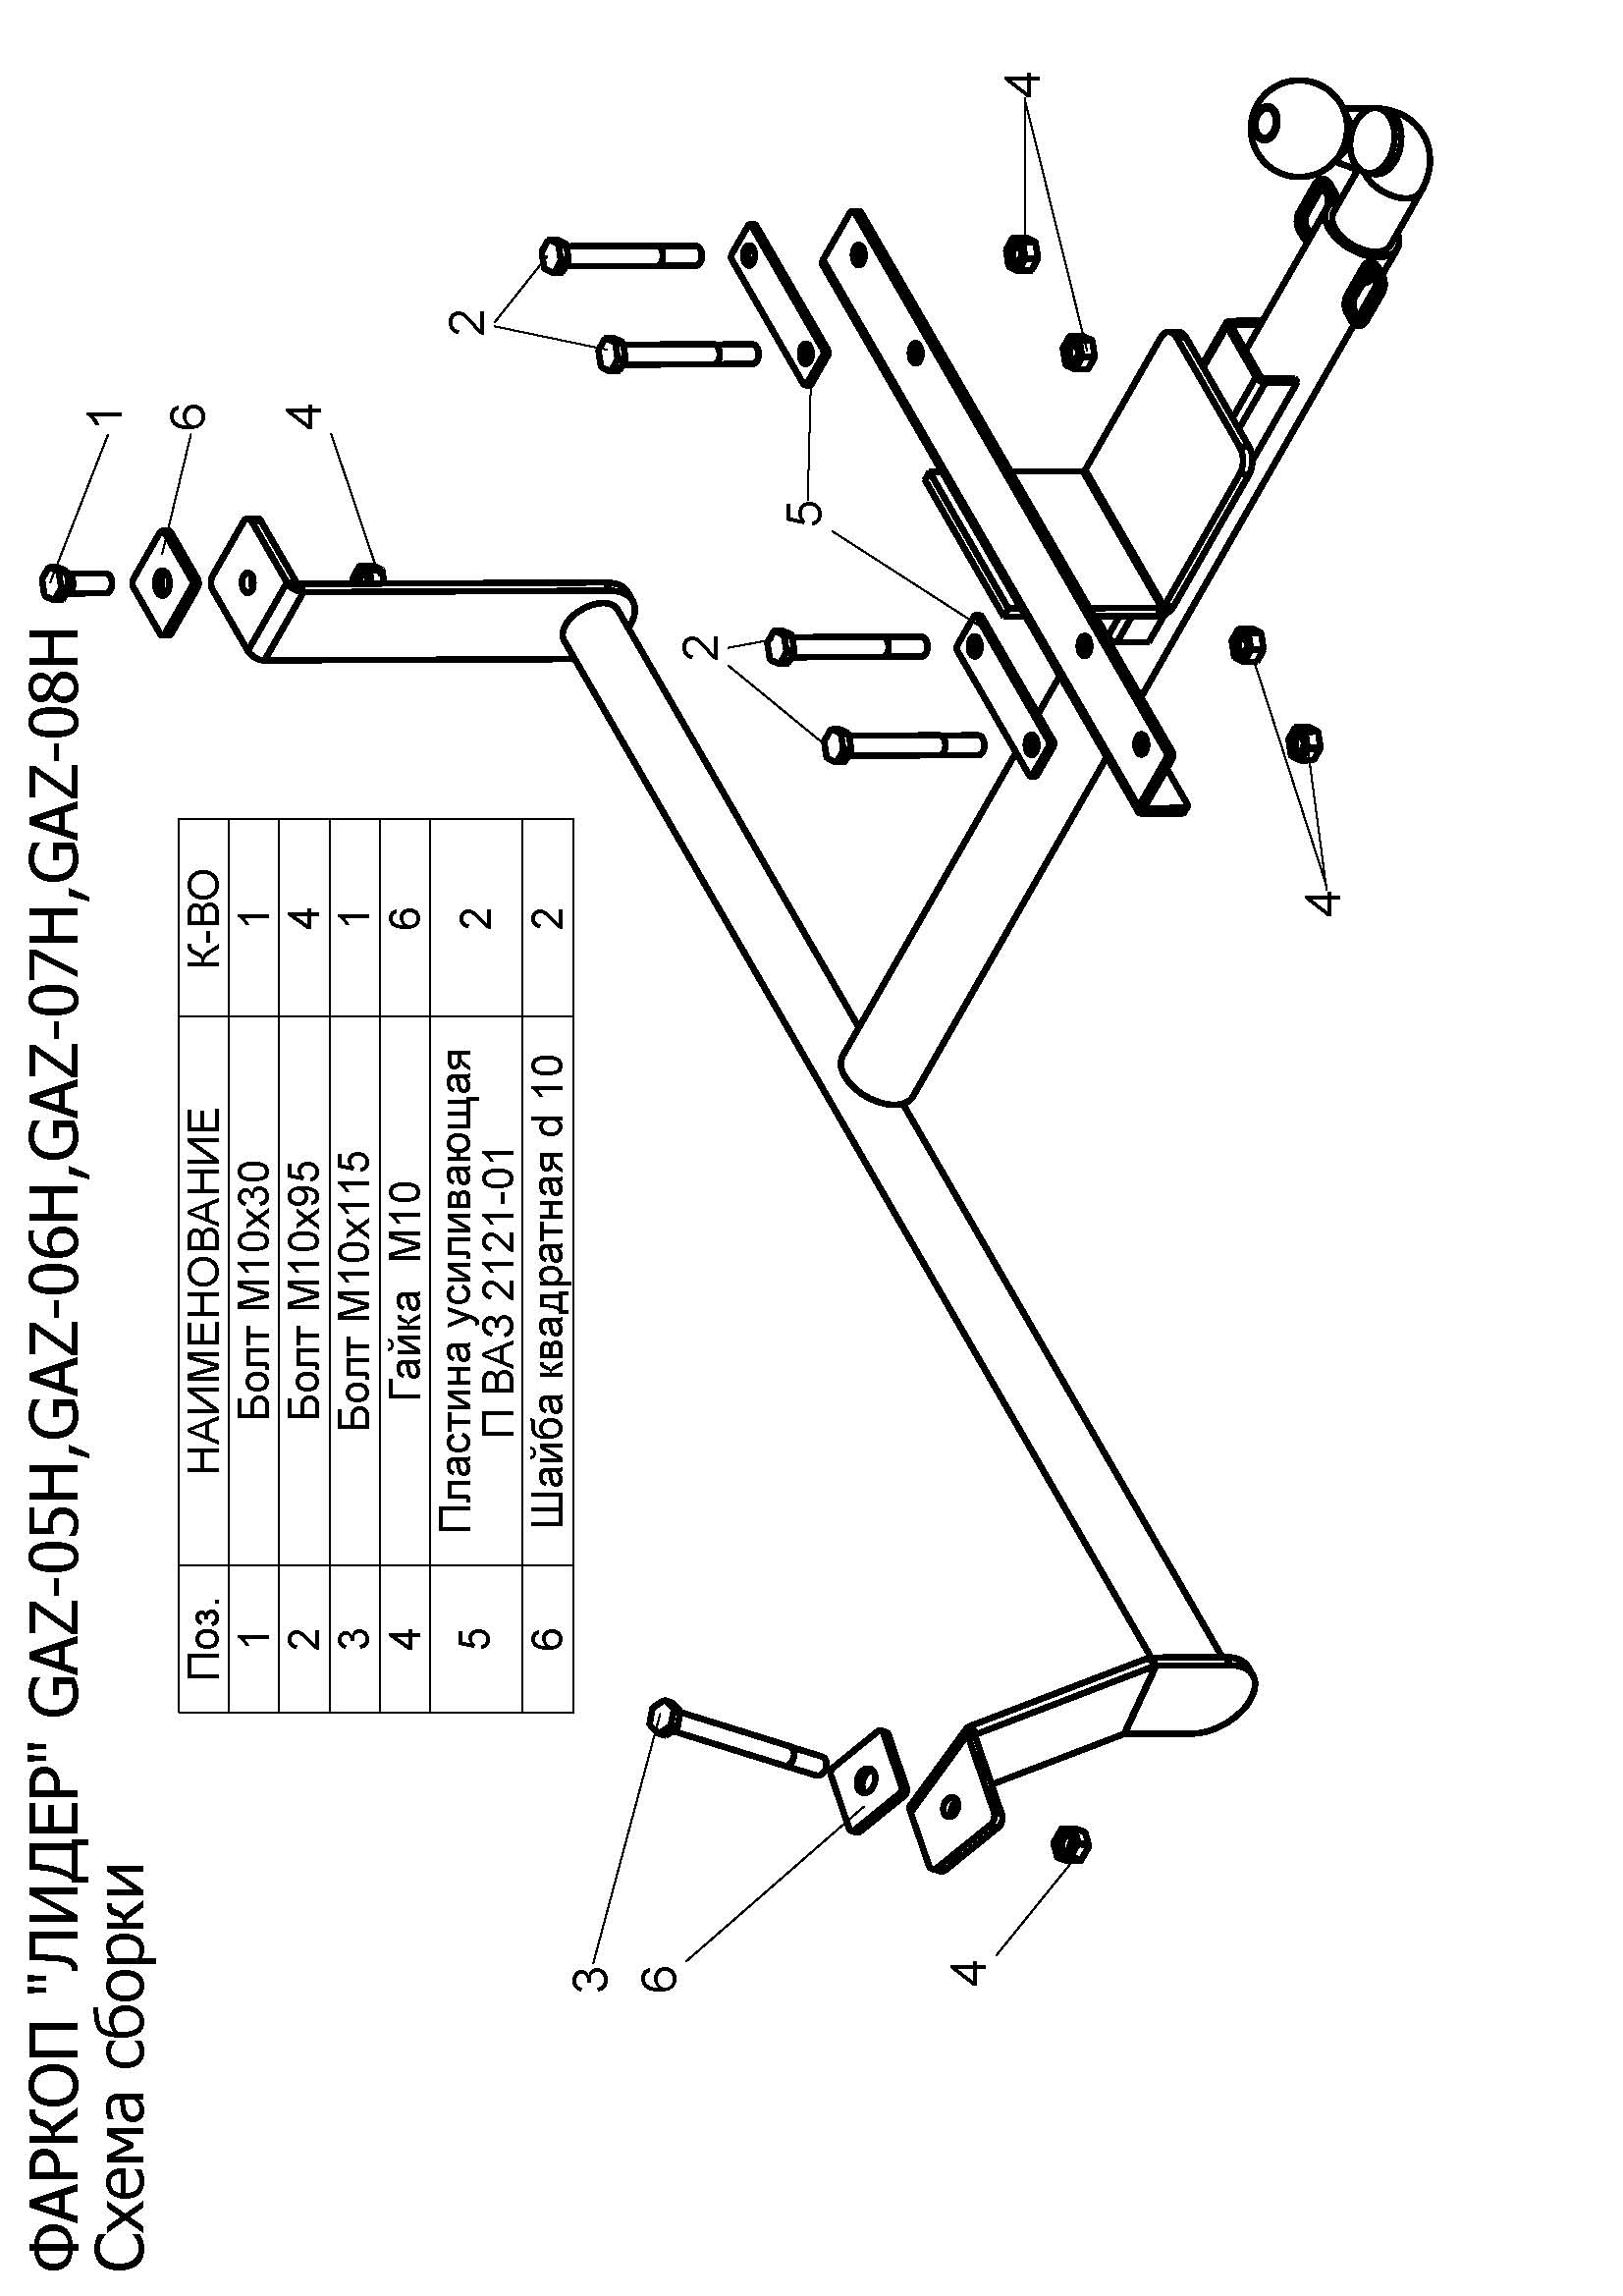 ФАРКОП "ЛИДЕР" GAZ-05H,GAZ-06H,GAZ-07H,GAZ-08H
Схема сборки
Поз. НАИМЕНОВАНИЕ К-ВО
1 Болт М10х30 1
2 Болт М10х95 4
3 Болт М10х115 1
4 Гайка М10 6
5 Пластина усиливающая 2
П ВАЗ 2121-01
6 Шайба квадратная d 10 2
1
6
4
2
4
5
2
4
3
6
4